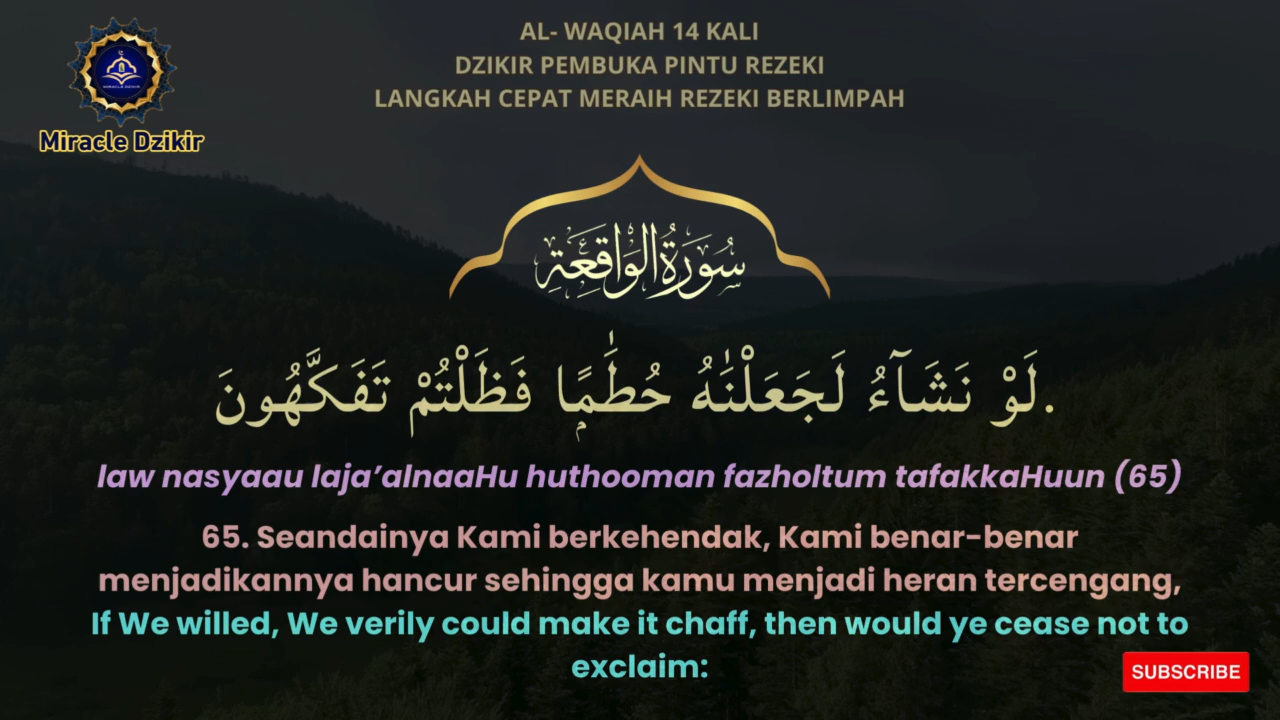 AL- WAQIAH 14 KALI
DZIKIR PEMBUKA PINTU REZEKI
LANGKAH CEPAT MERAIH REZEKI BERLIMPAH
Miracle Dzikir
سُورَةُ الْوَاقِعَةِ
لَوْ نَشَآءُ لَجَعَلْنَٰهُ حُطَٰمًۭا فَظَلْتُمْ تَفَكَّهُونَ.
law nasyaau laja’alnaaHu huthooman fazholtum tafakkaHuun (65)
65. Seandainya Kami berkehendak, Kami benar-benar
menjadikannya hancur sehingga kamu menjadi heran tercengang,
If We willed, We verily could make it chaff, then would ye cease not to
exclaim:
SUBSCRIBE